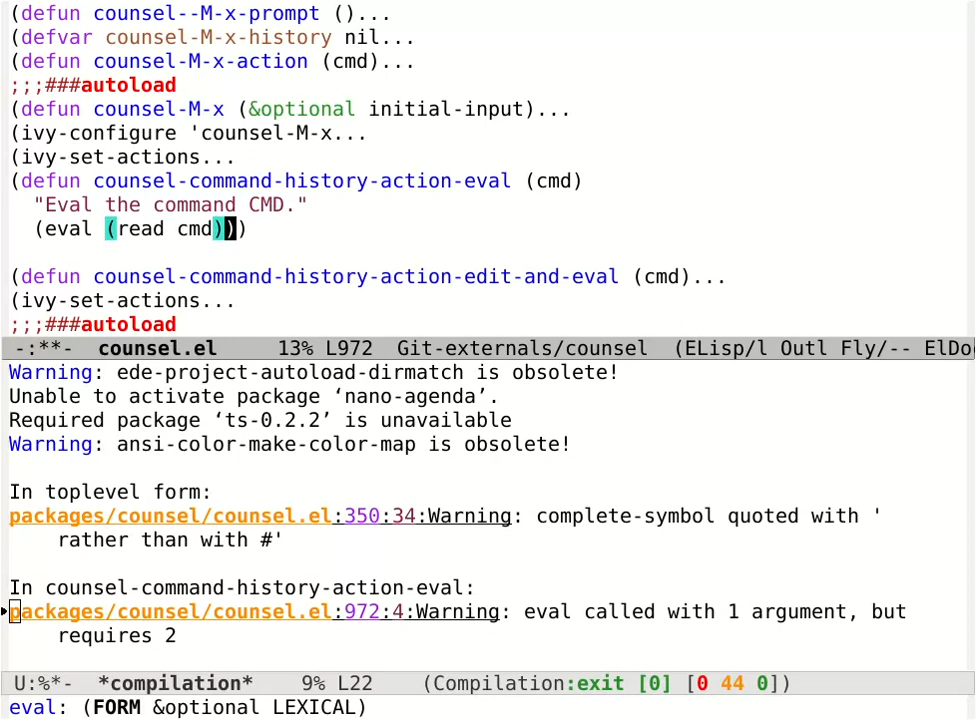 (defun counsel--M-x-prompt ()...
(defvar counsel-M-x-history nil...
(defun counsel-M-x-action (cmd)...
;;;###autoload
(defun counsel-M-x (&optional initial-input)...
(ivy-configure 'counsel-M-x...
(ivy-set-actions...
(defun counsel-command-history-action-eval (cmd)
"Eval the command CMD."
(eval (read cmd)))
(defun counsel-command-history-action-edit-and-eval (cmd)...
(ivy-set-actions...
;;;###autoload
-:**- counsel.el 13% L972 Git-externals/counsel (ELisp/l Outl Fly/-- ElDo
Warning: ede-project-autoload-dirmatch is obsolete!
Unable to activate package ‘nano-agenda’.
Required package ‘ts-0.2.2’ is unavailable
Warning: ansi-color-make-color-map is obsolete!
In toplevel form:
packages/counsel/counsel.el:350:34:Warning: complete-symbol quoted with '
rather than with #'
In counsel-command-history-action-eval:
packages/counsel/counsel.el:972:4:Warning: eval called with 1 argument, but
requires 2
U:%*- *compilation* 9% L22 (Compilation:exit [0] [0 44 0])
eval: (FORM &optional LEXICAL)